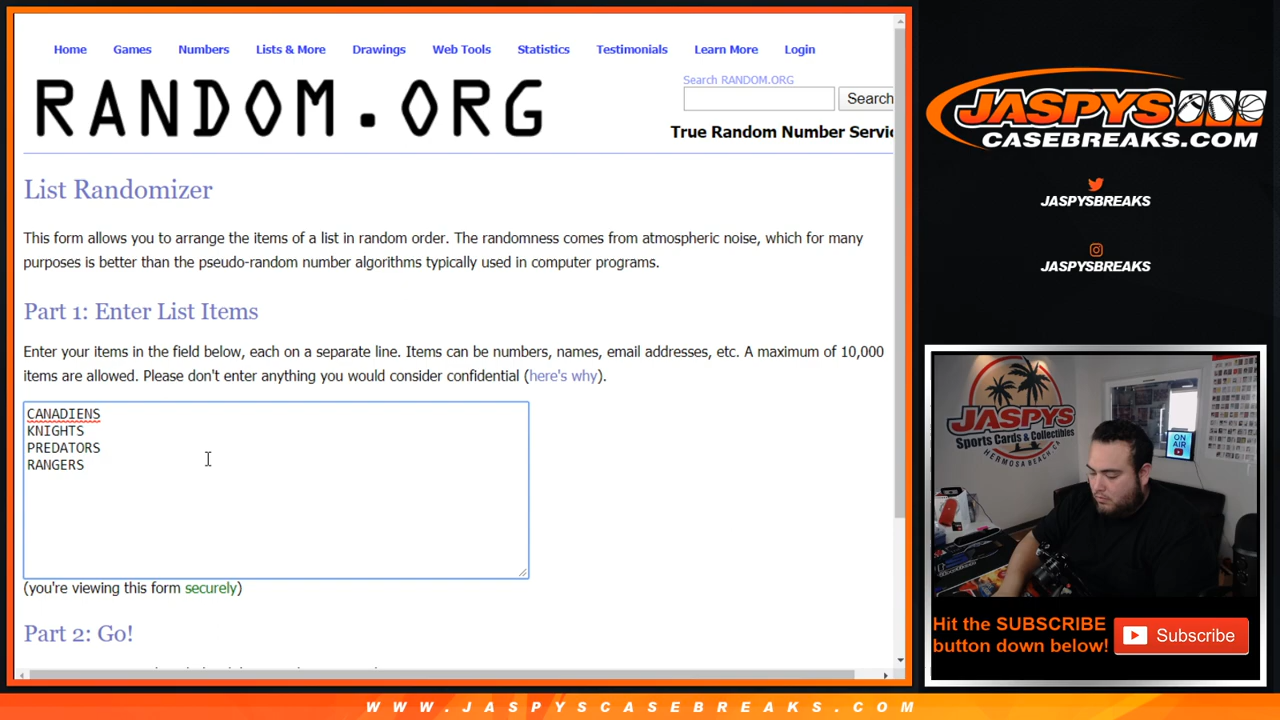 Home Games Numbers Lists & More Drawings Web Tools Statistics Testimonials Learn More Login
RANDOM.ORG
Search RANDOM.ORG
Search
True Random Number Servic
List Randomizer
This form allows you to arrange the items of a list in random order. The randomness comes from atmospheric noise, which for many
purposes is better than the pseudo-random number algorithms typically used in computer programs.
Part 1: Enter List Items
Enter your items in the field below, each on a separate line. Items can be numbers, names, email addresses, etc. A maximum of 10,000
items are allowed. Please don't enter anything you would consider confidential (here's why).
CANADIENS
KNIGHTS
PREDATORS
RANGERS
(you're viewing this form securely)
Part 2: Go!
JASPYS
CASEBREAKS.COM
JASPYSBREAKS
JASPYSBREAKS
JASPYS
Sports Cards & Collectibles
HERMOSA BEACH CA
ON AIR
Hit the SUBSCRIBE
button down below!
Subscribe
WWW.JASPYSCASEBREAKS.COM